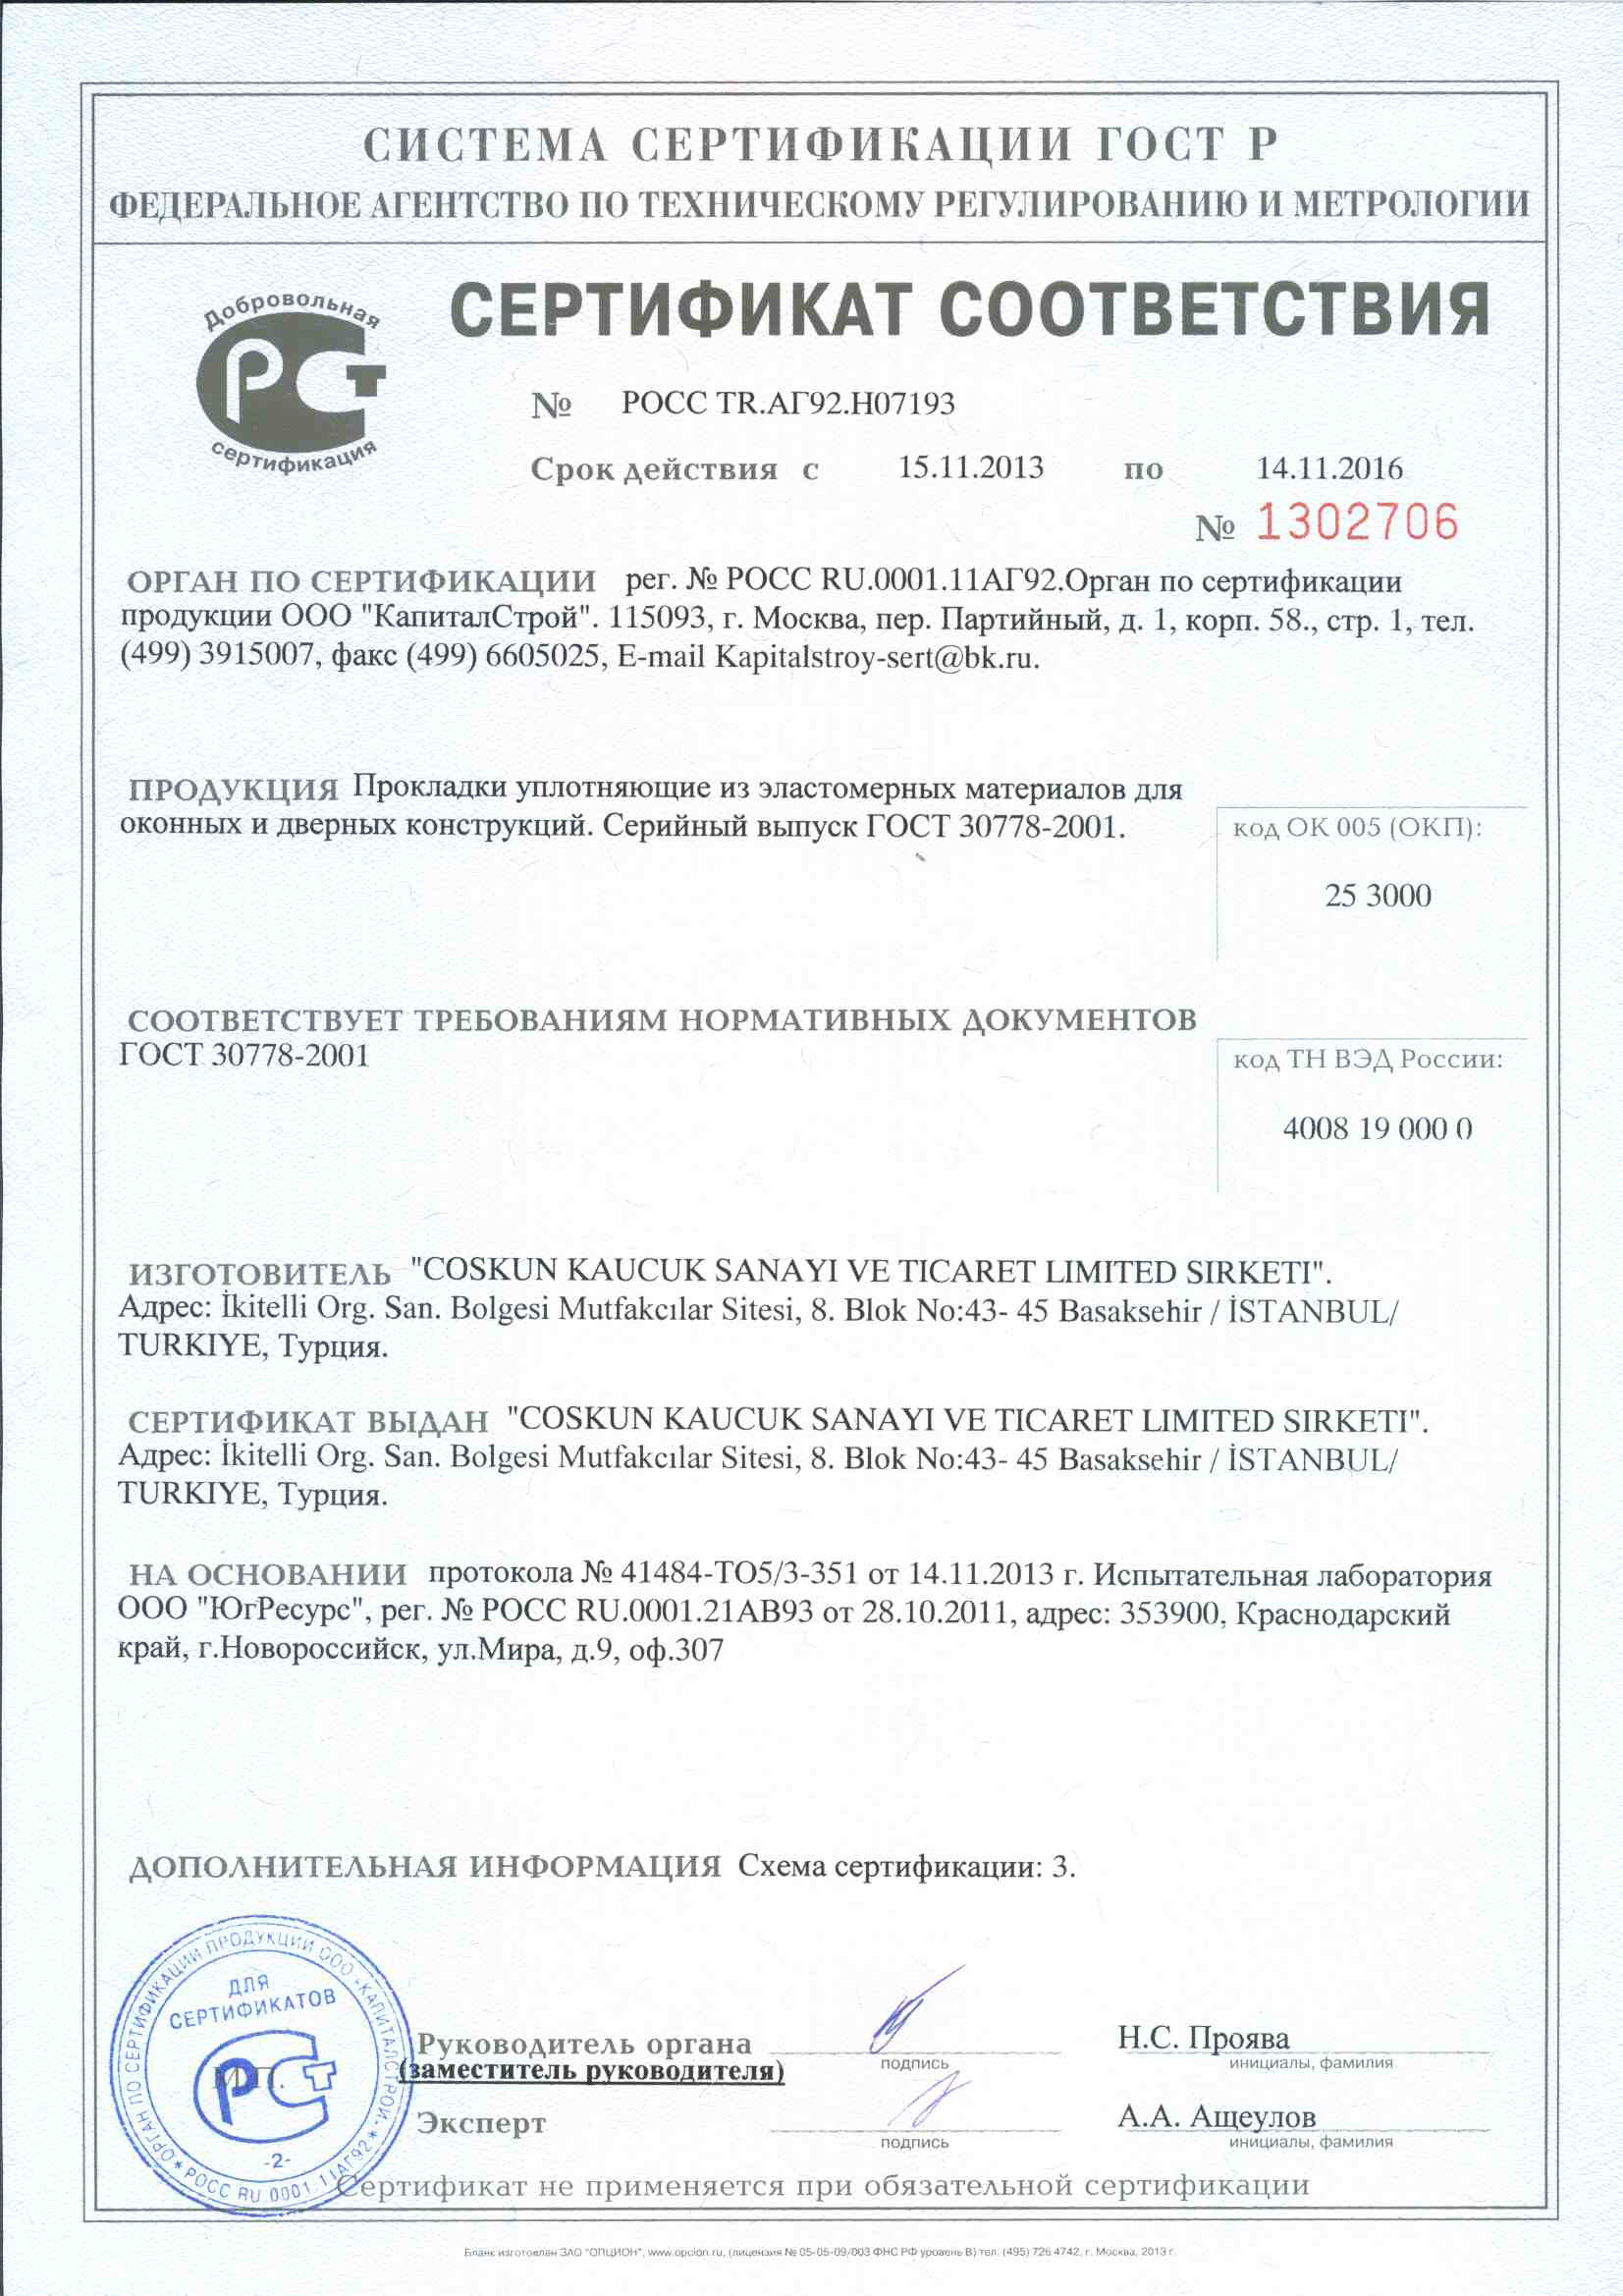 СИСТЕМА СЕРТИФИКАЦИИ ГОСТ Р
ФЕДЕРАЛЬНОЕ АГЕНТСТВО ПО ТЕХНИЧЕСКОМУ РЕГУЛИРОВАНИЮ И МЕТРОЛОГИИ
Добровольная
РСТ
сертификация
СЕРТИФИКАТ СООТВЕТСТВИЯ
№ РОСС TR.АГ92.Н07193
Срок действия с 15.11.2013 по 14.11.2016
№ 1302706
ОРГАН ПО СЕРТИФИКАЦИИ рег. № РОСС RU.0001.11АГ92.Орган по сертификации
продукции ООО "КапиталСтрой". 115093, г. Москва, пер. Партийный, д. 1, корп. 58., стр. 1, тел.
(499) 3915007, факс (499) 6605025, E-mail Kapitalstroy-sert@bk.ru.
ПРОДУКЦИЯ Прокладки уплотняющие из эластомерных материалов для
оконных и дверных конструкций. Серийный выпуск ГОСТ 30778-2001.
код ОК 005 (ОКП):
25 3000
СООТВЕТСТВУЕТ ТРЕБОВАНИЯМ НОРМАТИВНЫХ ДОКУМЕНТОВ
ГОСТ 30778-2001
код ТН ВЭД России:
4008 19 000 0
ИЗГОТОВИТЕЛЬ "COSKUN KAUCUK SANAYI VE TICARET LIMITED SIRKETI".
Адрес: İkitelli Org. San. Bolgesi Mutfakcılar Sitesi, 8. Blok No:43- 45 Basaksehir / İSTANBUL/
TURKIYE, Турция.
СЕРТИФИКАТ ВЫДАН "COSKUN KAUCUK SANAYI VE TICARET LIMITED SIRKETI".
Адрес: İkitelli Org. San. Bolgesi Mutfakcılar Sitesi, 8. Blok No:43- 45 Basaksehir / İSTANBUL/
TURKIYE, Турция.
НА ОСНОВАНИИ протокола № 41484-ТО5/3-351 от 14.11.2013 г. Испытательная лаборатория
ООО "ЮгРесурс", рег. № РОСС RU.0001.21АВ93 от 28.10.2011, адрес: 353900, Краснодарский
край, г.Новороссийск, ул.Мира, д.9, оф.307
ДОПОЛНИТЕЛЬНАЯ ИНФОРМАЦИЯ Схема сертификации: 3.
ОРГАН ПО СЕРТИФИКАЦИИ ПРОДУКЦИИ ООО «КАПИТАЛСТРОЙ» * РОСС RU.0001.11АГ92 *
ДЛЯ
СЕРТИФИКАТОВ
РСТ
М.П.
-2-
Руководитель органа
(заместитель руководителя)
подпись
Н.С. Проява
инициалы, фамилия
Эксперт
подпись
А.А. Ащеулов
инициалы, фамилия
Сертификат не применяется при обязательной сертификации
Бланк изготовлен ЗАО "ОПЦИОН", www.opcion.ru, (лицензия № 05-05-09/003 ФНС РФ уровень В) тел. (495) 726 4742, г. Москва, 2013 г.